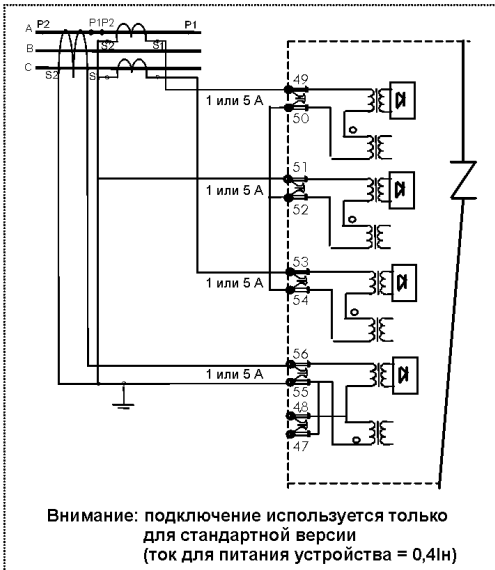 P2 P1P2 P1
A
B S2 S1
C
S2 S
49
1 или 5 А
50
51
1 или 5 А
52
53
1 или 5 А
54
56
1 или 5 А
55
48
47
Внимание: подключение используется только
для стандартной версии
(ток для питания устройства = 0,4Iн)